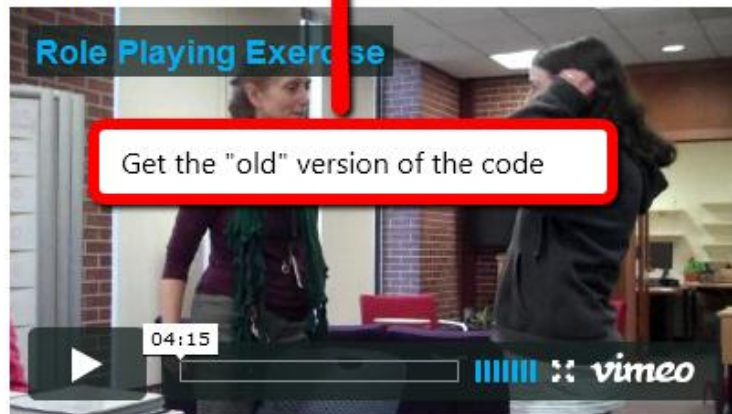 Role Playing Exercise
Get the "old" version of the code
04:15
vimeo